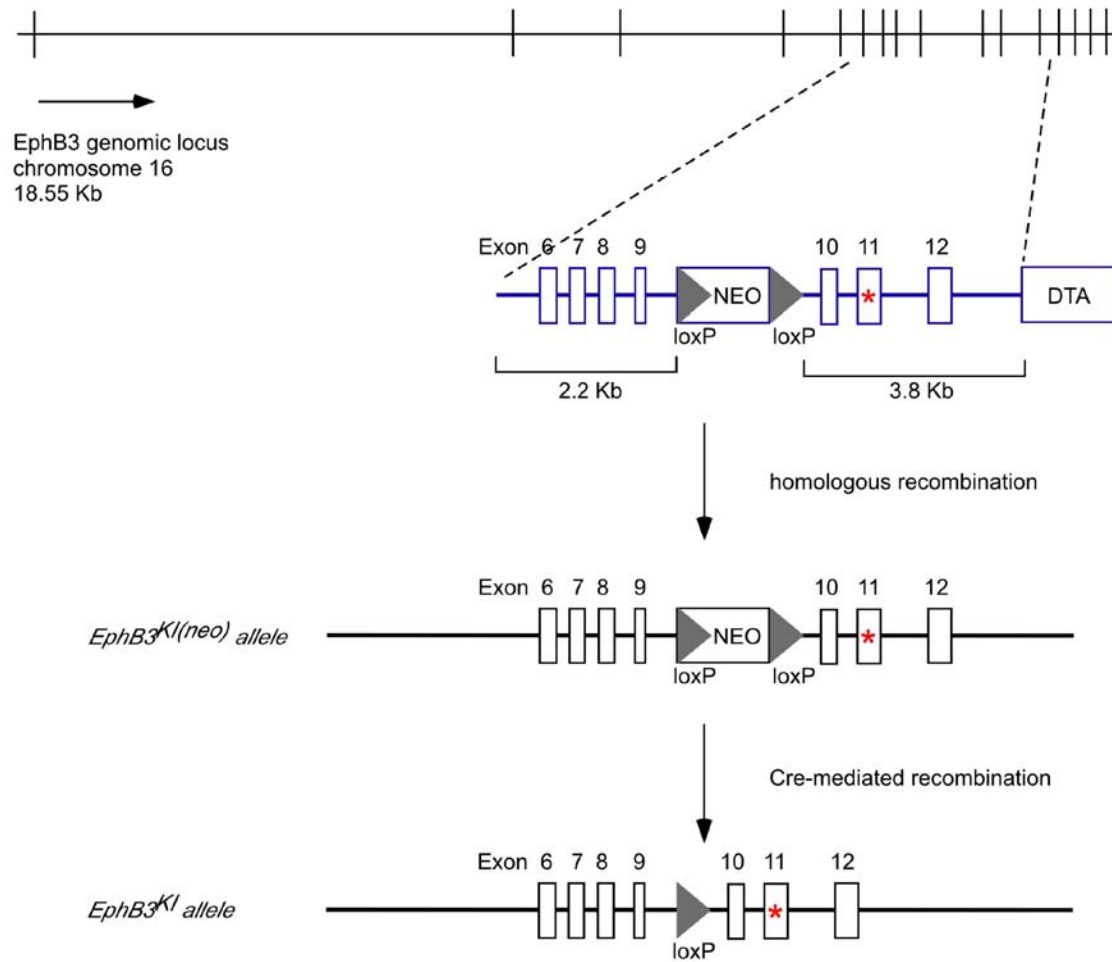 EphB3 genomic locus
chromosome 16
18.55 Kb
Exon 6 7 8 9 10 11 12
NEO DTA
*
loxP loxP
2.2 Kb 3.8 Kb
homologous recombination
Exon 6 7 8 9 10 11 12
EphB3KI(neo) allele NEO *
loxP loxP
Cre-mediated recombination
Exon 6 7 8 9 10 11 12
EphB3KI allele *
loxP